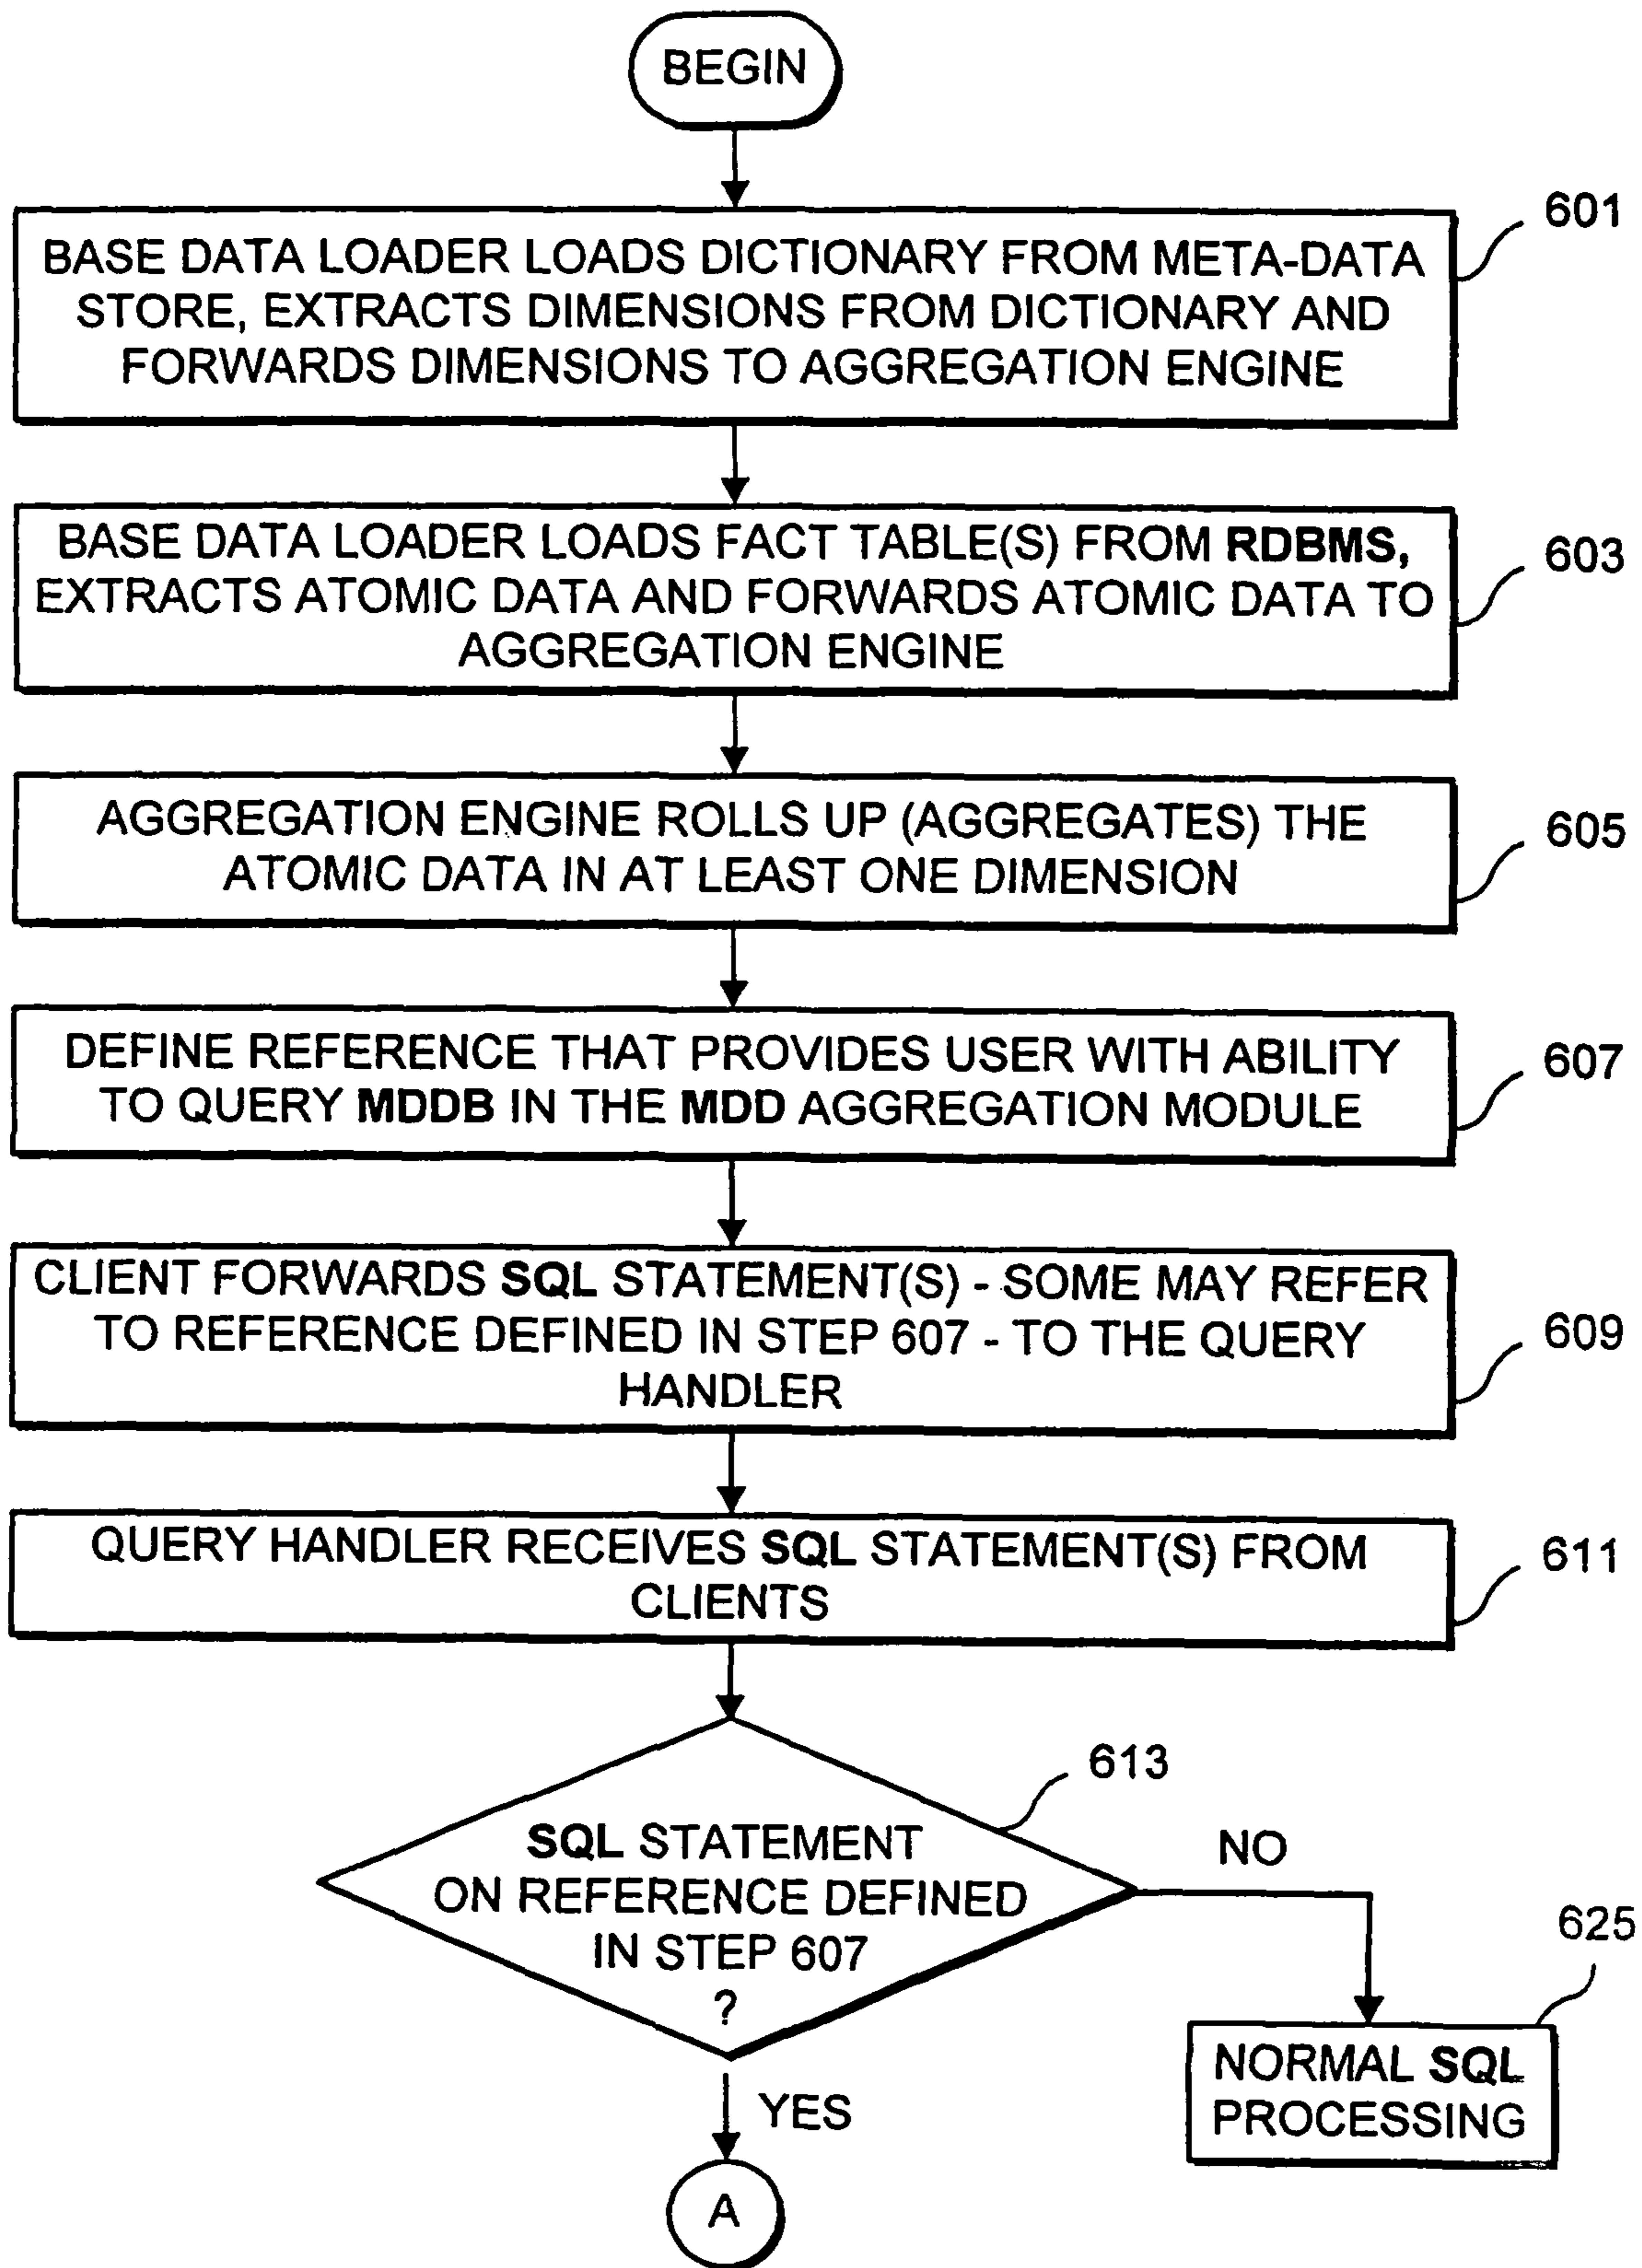 BEGIN
601
BASE DATA LOADER LOADS DICTIONARY FROM META-DATA
STORE, EXTRACTS DIMENSIONS FROM DICTIONARY AND
FORWARDS DIMENSIONS TO AGGREGATION ENGINE
603
BASE DATA LOADER LOADS FACT TABLE(S) FROM RDBMS,
EXTRACTS ATOMIC DATA AND FORWARDS ATOMIC DATA TO
AGGREGATION ENGINE
605
AGGREGATION ENGINE ROLLS UP (AGGREGATES) THE
ATOMIC DATA IN AT LEAST ONE DIMENSION
607
DEFINE REFERENCE THAT PROVIDES USER WITH ABILITY
TO QUERY MDDB IN THE MDD AGGREGATION MODULE
609
CLIENT FORWARDS SQL STATEMENT(S) - SOME MAY REFER
TO REFERENCE DEFINED IN STEP 607 - TO THE QUERY
HANDLER
611
QUERY HANDLER RECEIVES SQL STATEMENT(S) FROM
CLIENTS
613
SQL STATEMENT
ON REFERENCE DEFINED
IN STEP 607
?
NO
625
NORMAL SQL
PROCESSING
YES
A